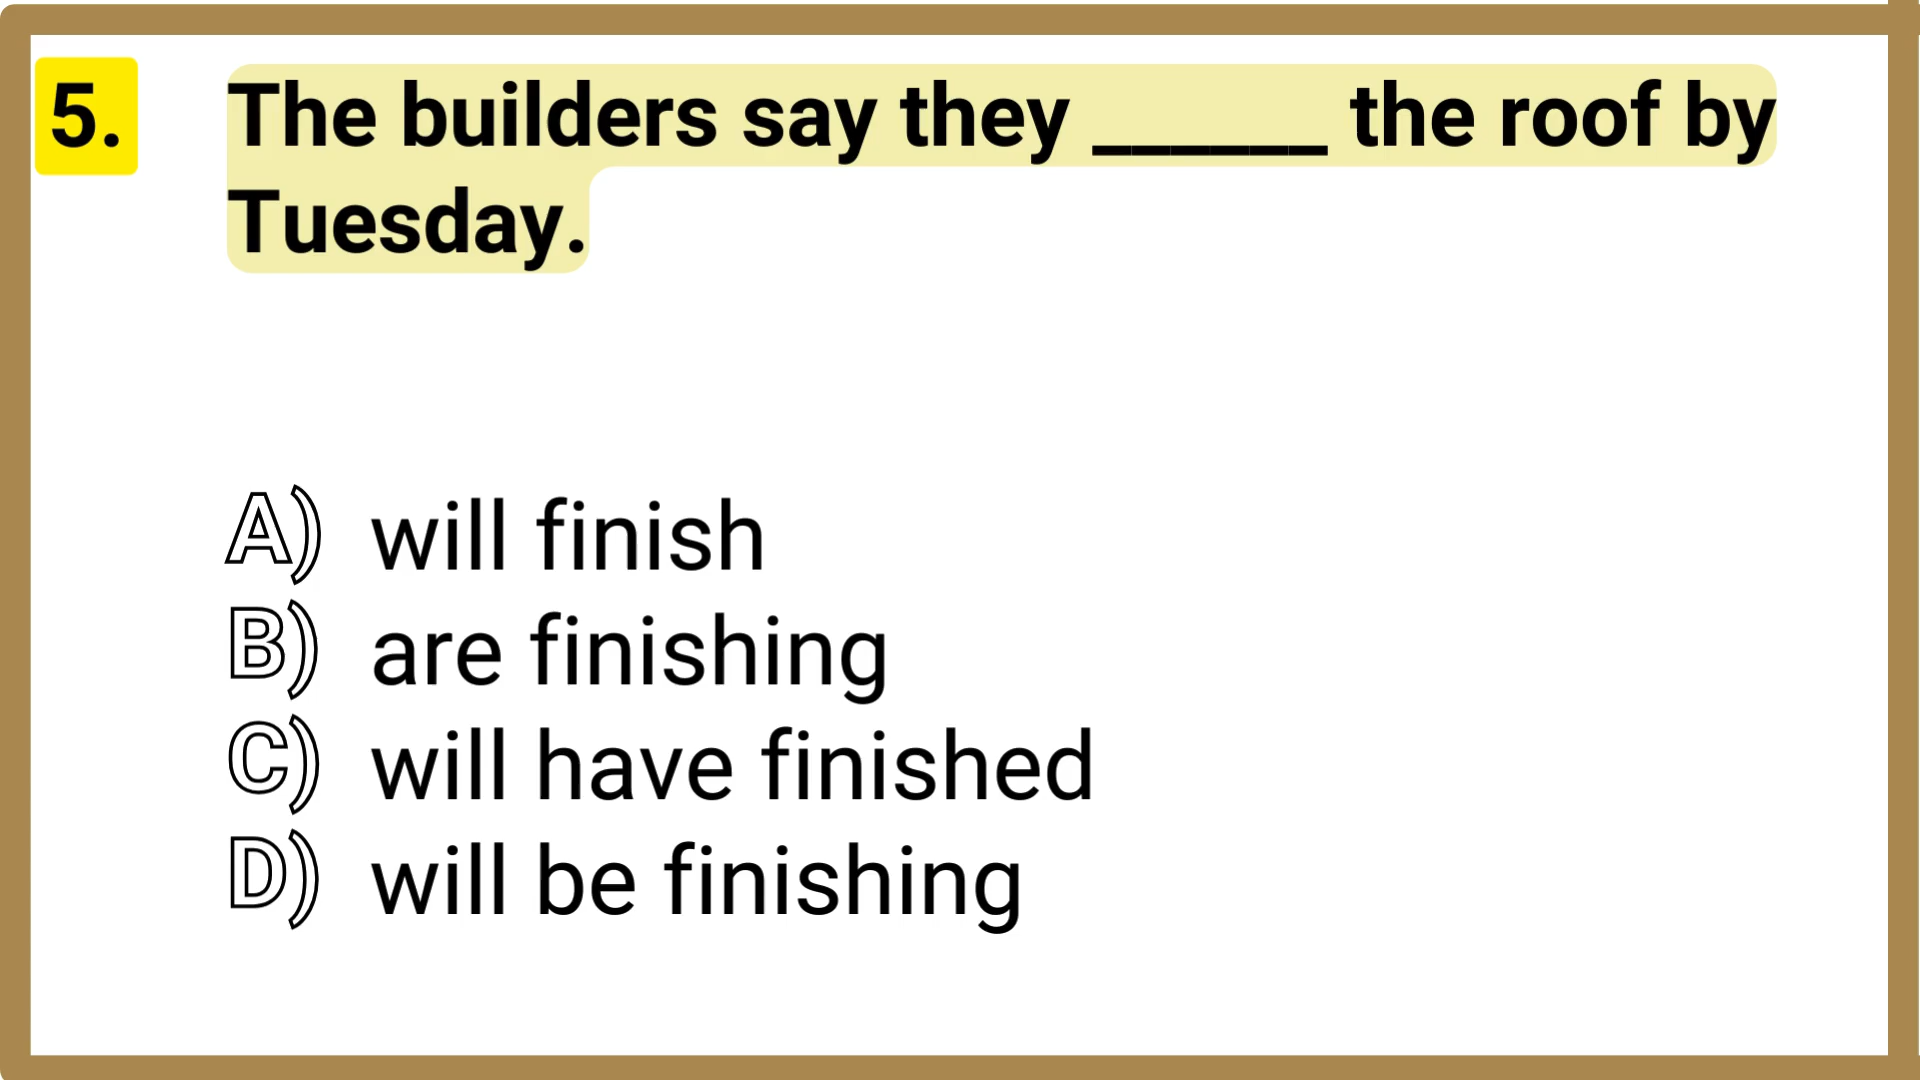 5. The builders say they ______ the roof by
Tuesday.
A) will finish
B) are finishing
C) will have finished
D) will be finishing